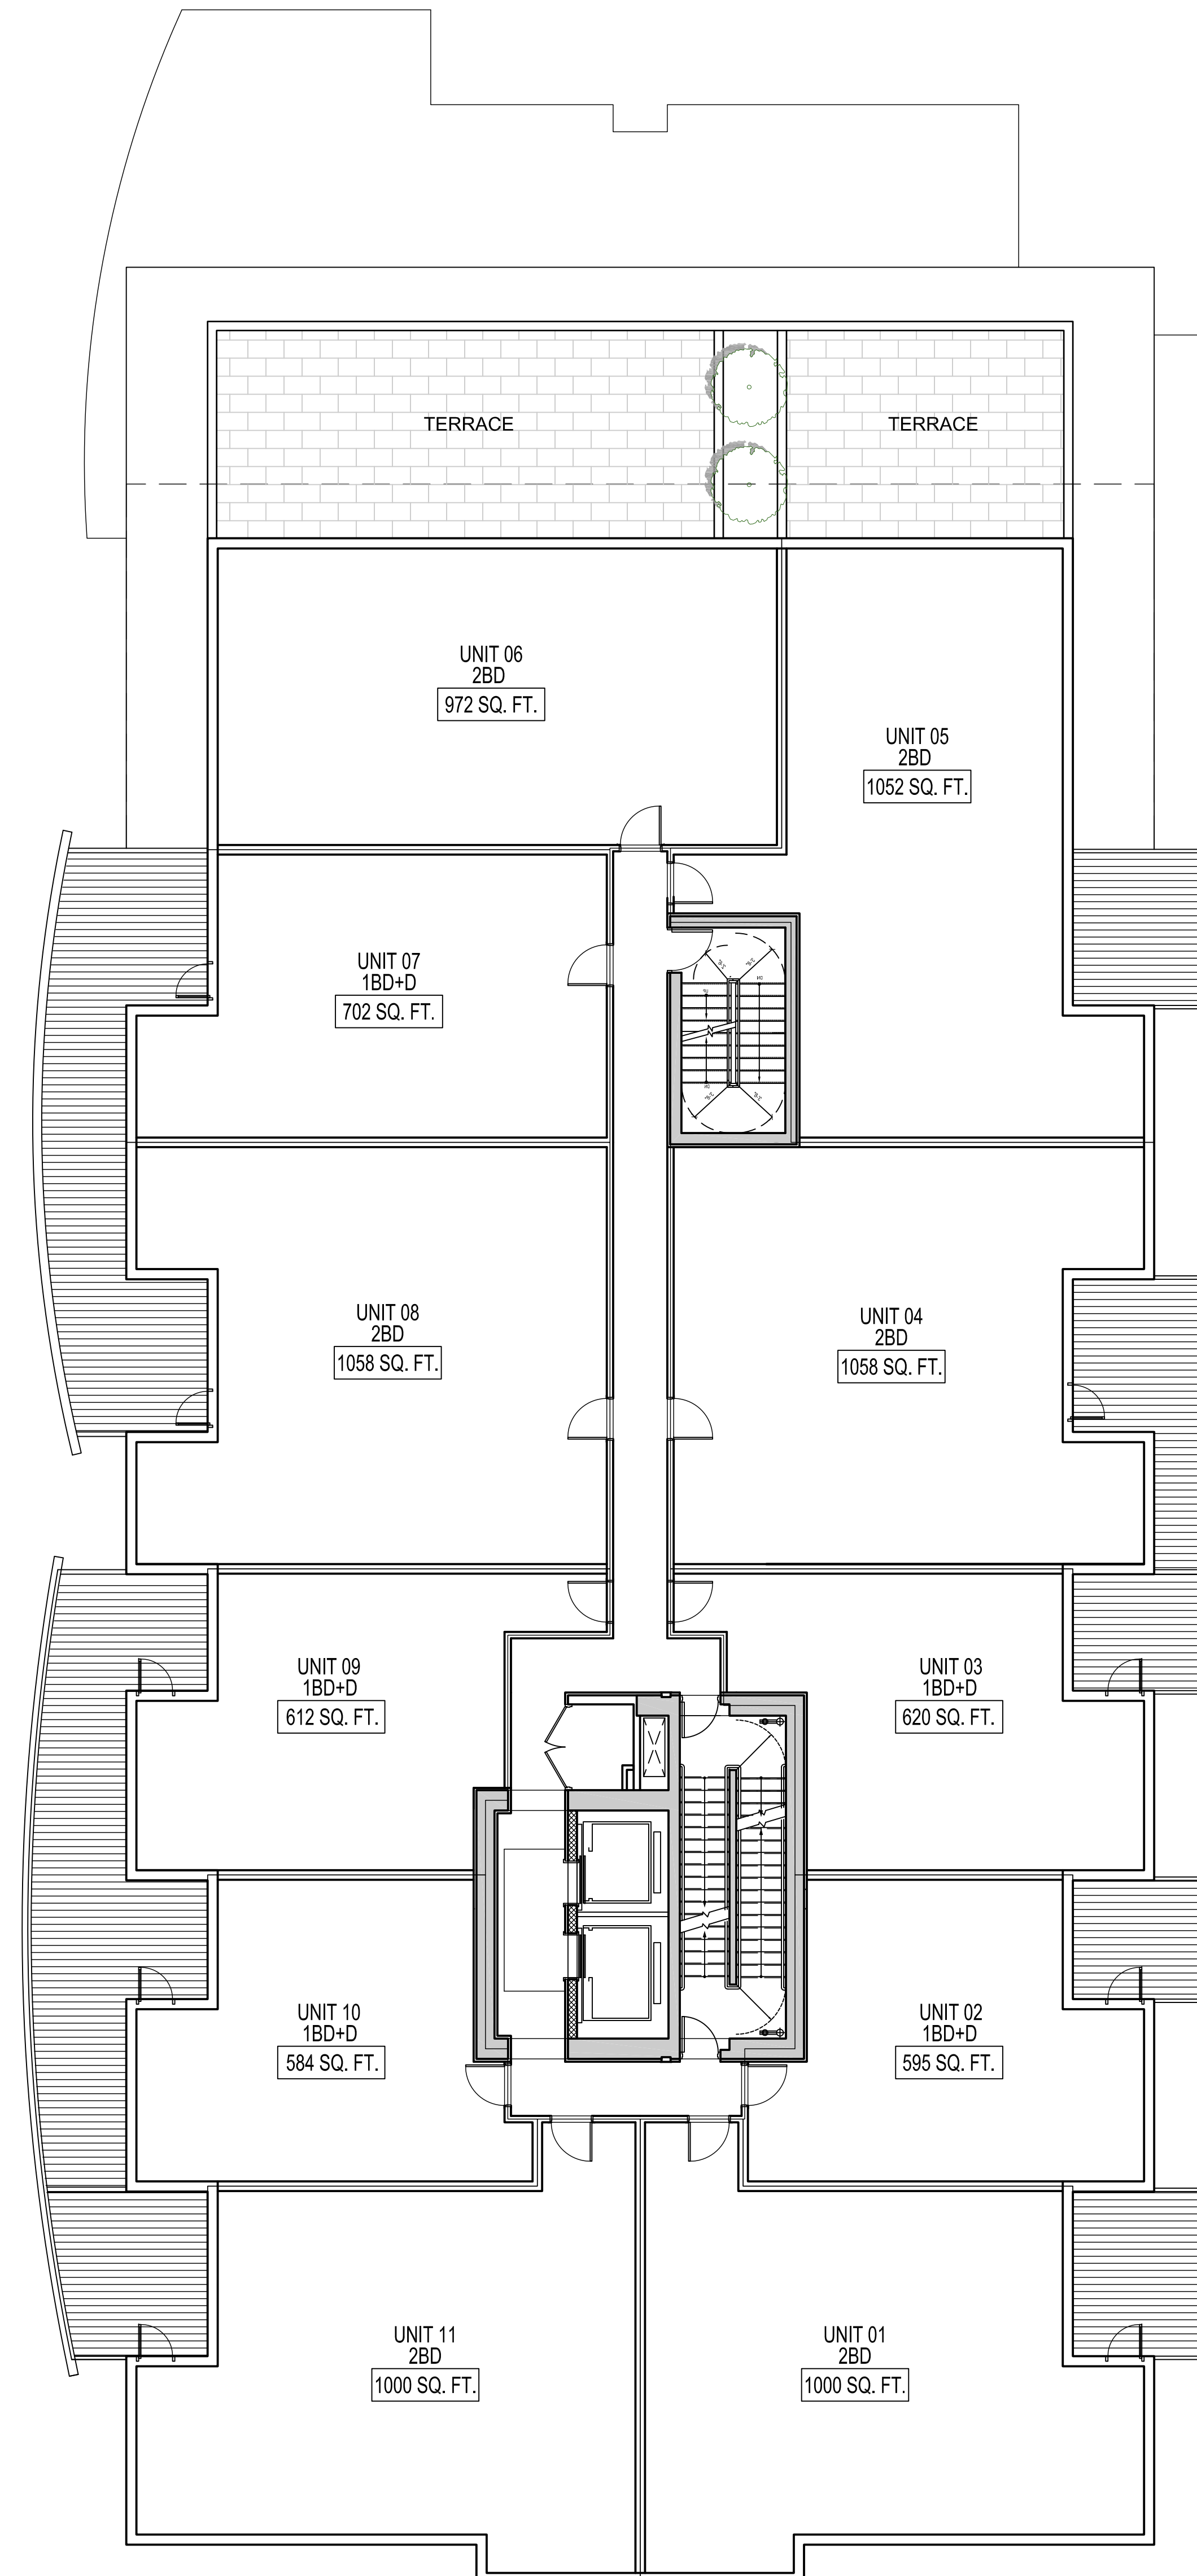 TERRACE
TERRACE
UNIT 06
2BD
972 SQ. FT.
UNIT 05
2BD
1052 SQ. FT.
UNIT 07
1BD+D
702 SQ. FT.
UNIT 08
2BD
1058 SQ. FT.
UNIT 04
2BD
1058 SQ. FT.
UNIT 09
1BD+D
612 SQ. FT.
UNIT 03
1BD+D
620 SQ. FT.
UNIT 10
1BD+D
584 SQ. FT.
UNIT 02
1BD+D
595 SQ. FT.
UNIT 11
2BD
1000 SQ. FT.
UNIT 01
2BD
1000 SQ. FT.